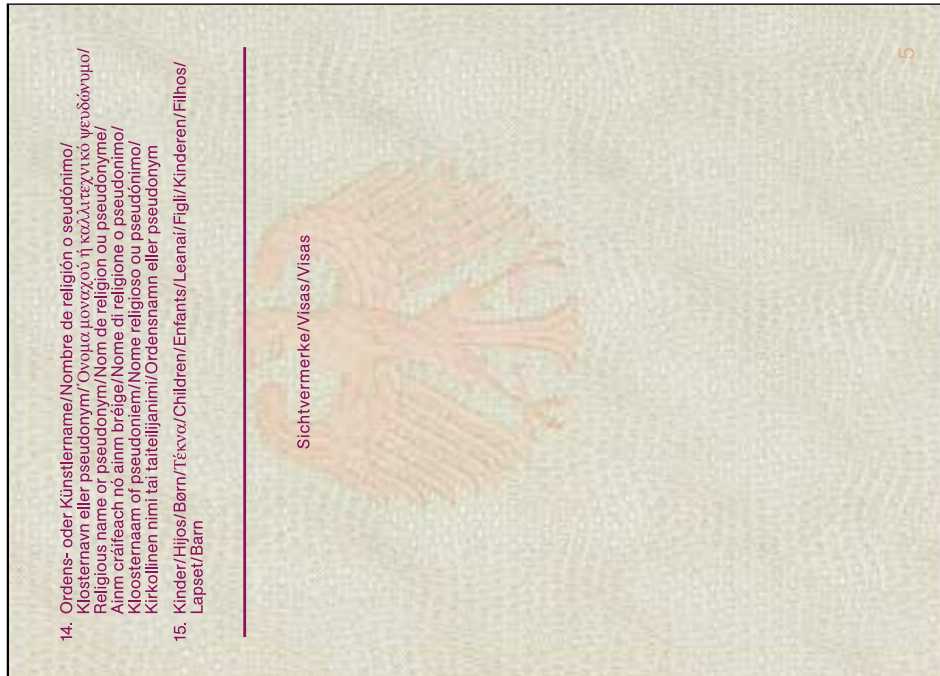 14. Ordens- oder Künstlername/Nombre de religión o seudónimo/
Klosternavn eller pseudonym/Όνομα μοναχού ή καλλιτεχνικό ψευδώνυμο/
Religious name or pseudonym/Nom de religion ou pseudonyme/
Ainm cráifeach nó ainm bréige/Nome di religione o pseudonimo/
Kloosternaam of pseudoniem/Nome religioso ou pseudónimo/
Kirkollinen nimi tai taiteilijanimi/Ordensnamn eller pseudonym
15. Kinder/Hijos/Børn/Τέκνα/Children/Enfants/Leanaí/Figli/Kinderen/Filhos/
Lapset/Barn
Sichtvermerke/Visas/Visas
5